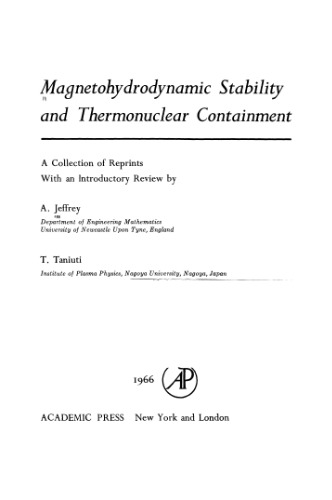 Magnetohydrodynamic Stability
and Thermonuclear Containment
A Collection of Reprints
With an Introductory Review by
A. Jeffrey
Department of Engineering Mathematics
University of Newcastle Upon Tyne, England
T. Taniuti
Institute of Plasma Physics, Nagoya University, Nagoya, Japan
1966 AP
ACADEMIC PRESS New York and London